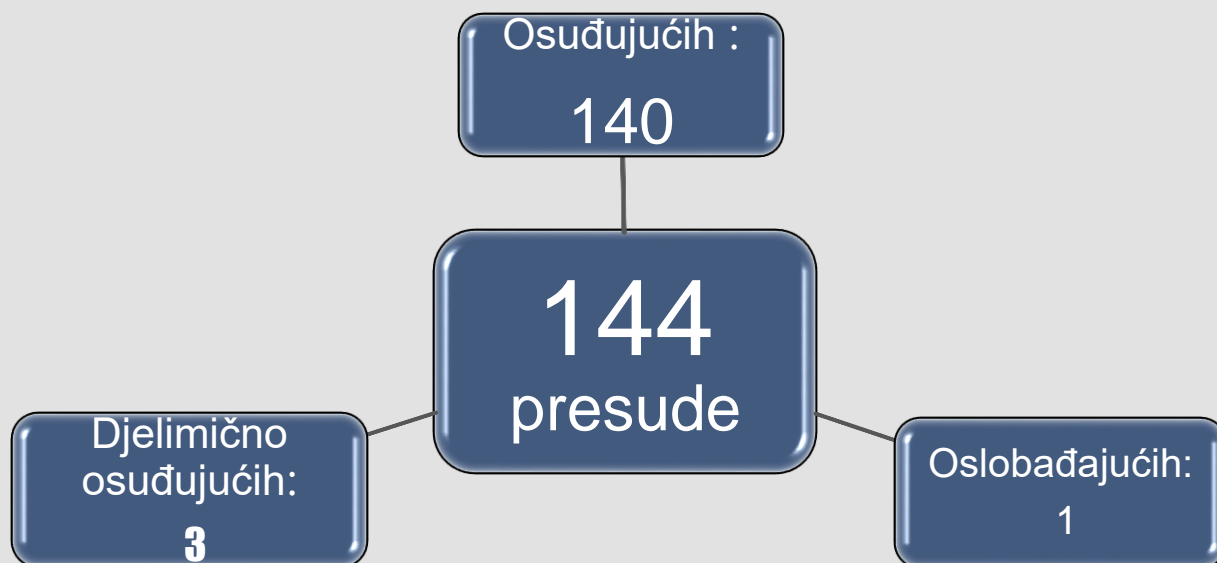 Osuđujućih :
140
144
presude
Djelimično
osuđujućih:
3
Oslobađajućih:
1